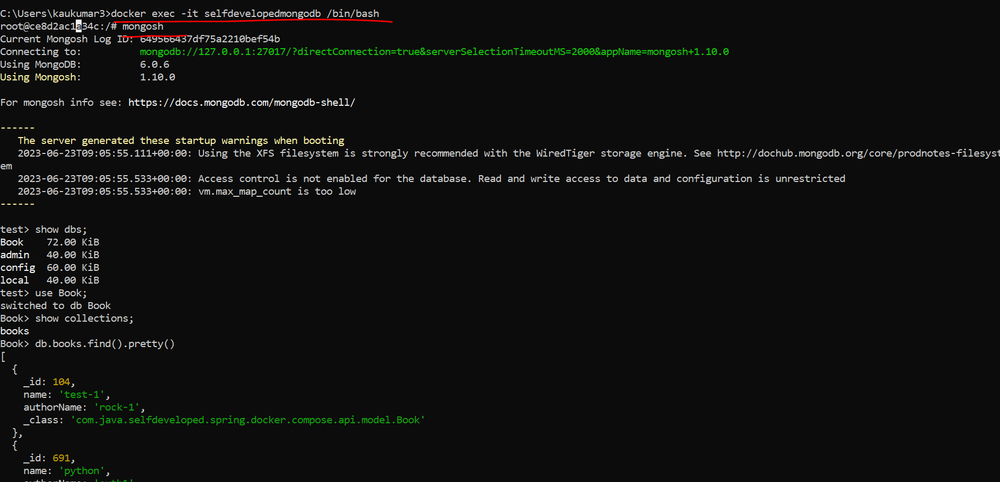 C:\Users\kaukumar3>docker exec -it selfdevelopedmongodb /bin/bash
root@ce8d2ac1a34c:/# mongosh
Current Mongosh Log ID: 649566437df75a2210bef54b
Connecting to:          mongodb://127.0.0.1:27017/?directConnection=true&serverSelectionTimeoutMS=2000&appName=mongosh+1.10.0
Using MongoDB:          6.0.6
Using Mongosh:          1.10.0
For mongosh info see: https://docs.mongodb.com/mongodb-shell/
------
   The server generated these startup warnings when booting
   2023-06-23T09:05:55.111+00:00: Using the XFS filesystem is strongly recommended with the WiredTiger storage engine. See http://dochub.mongodb.org/core/prodnotes-filesyst
em
   2023-06-23T09:05:55.533+00:00: Access control is not enabled for the database. Read and write access to data and configuration is unrestricted
   2023-06-23T09:05:55.533+00:00: vm.max_map_count is too low
------
test> show dbs;
Book    72.00 KiB
admin   40.00 KiB
config  60.00 KiB
local   40.00 KiB
test> use Book;
switched to db Book
Book> show collections;
books
Book> db.books.find().pretty()
[
  {
    _id: 104,
    name: 'test-1',
    authorName: 'rock-1',
    _class: 'com.java.selfdeveloped.spring.docker.compose.api.model.Book'
  },
  {
    _id: 691,
    name: 'python',